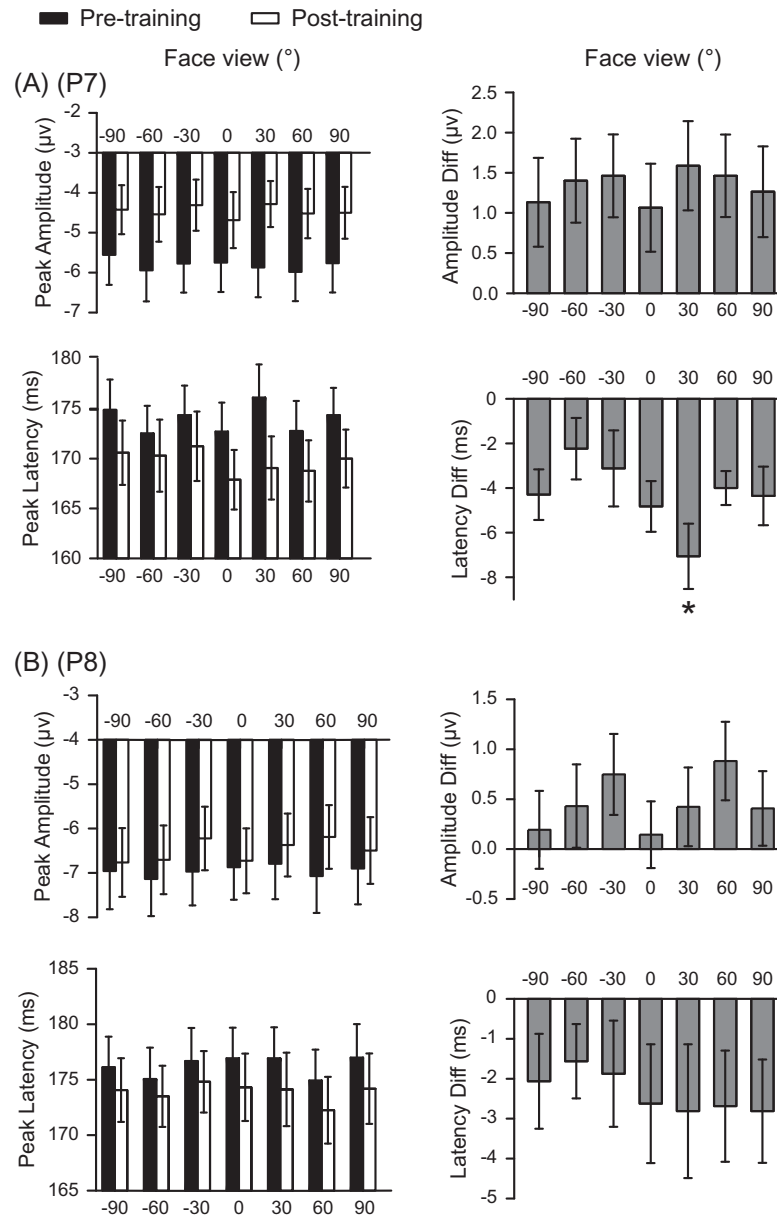 Pre-training Post-training
Face view (°) Face view (°)
(A) (P7)
-2
-3
-4
-5
-6
-7
Peak Amplitude (μv)
-90 -60 -30 0 30 60 90
2.5
2.0
1.5
1.0
0.5
0.0
Amplitude Diff (μv)
-90 -60 -30 0 30 60 90
180
175
170
165
160
Peak Latency (ms)
-90 -60 -30 0 30 60 90
-90 -60 -30 0 30 60 90
0
-2
-4
-6
-8
Latency Diff (ms)
*
(B) (P8)
-3
-4
-5
-6
-7
-8
Peak Amplitude (μv)
-90 -60 -30 0 30 60 90
1.5
1.0
0.5
0.0
-0.5
Amplitude Diff (μv)
-90 -60 -30 0 30 60 90
185
180
175
170
165
Peak Latency (ms)
-90 -60 -30 0 30 60 90
-90 -60 -30 0 30 60 90
0
-1
-2
-3
-4
-5
Latency Diff (ms)